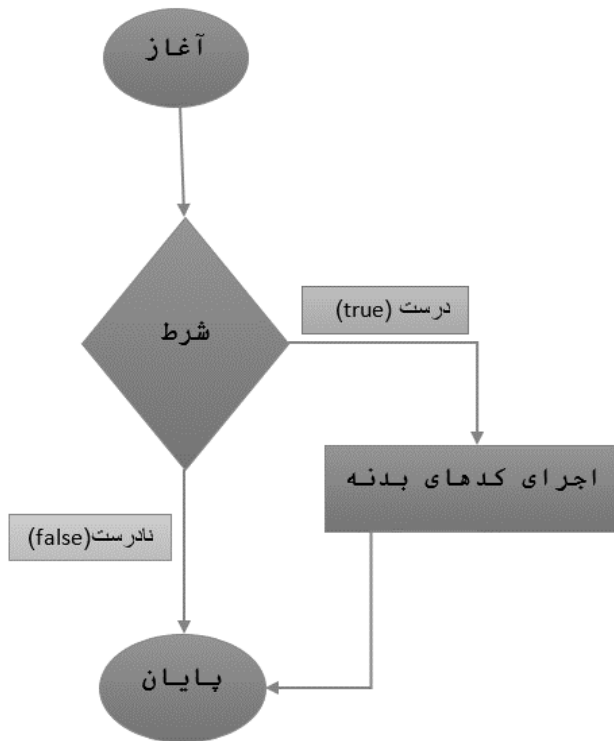 آغاز
شرط
درست (true)
اجرای کدهای بدنه
نادرست(false)
پایان